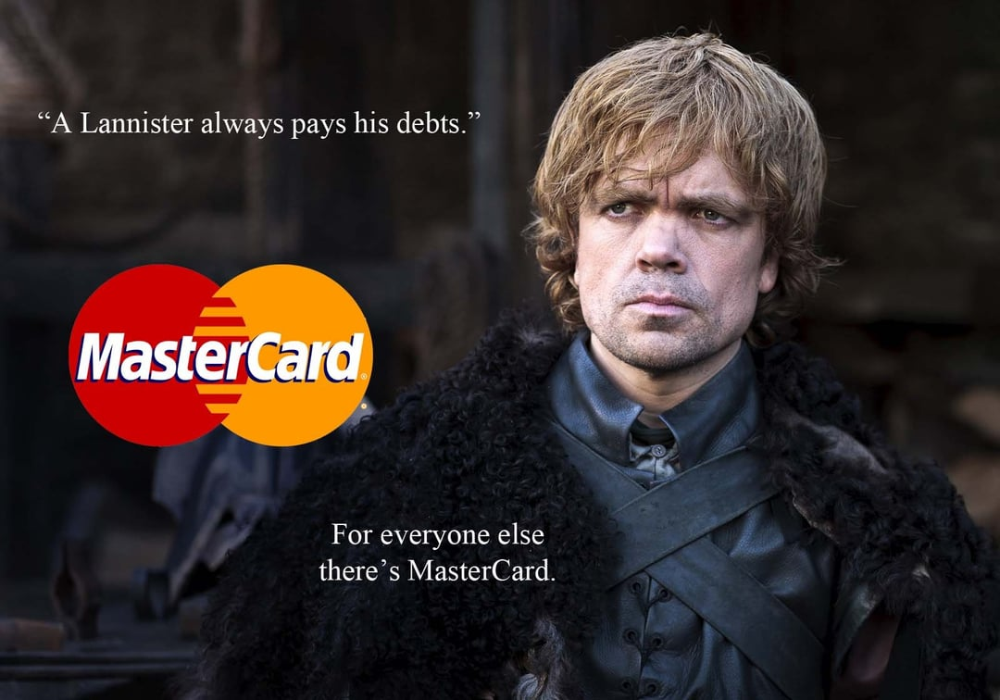 “A Lannister always pays his debts.”
MasterCard
For everyone else
there’s MasterCard.